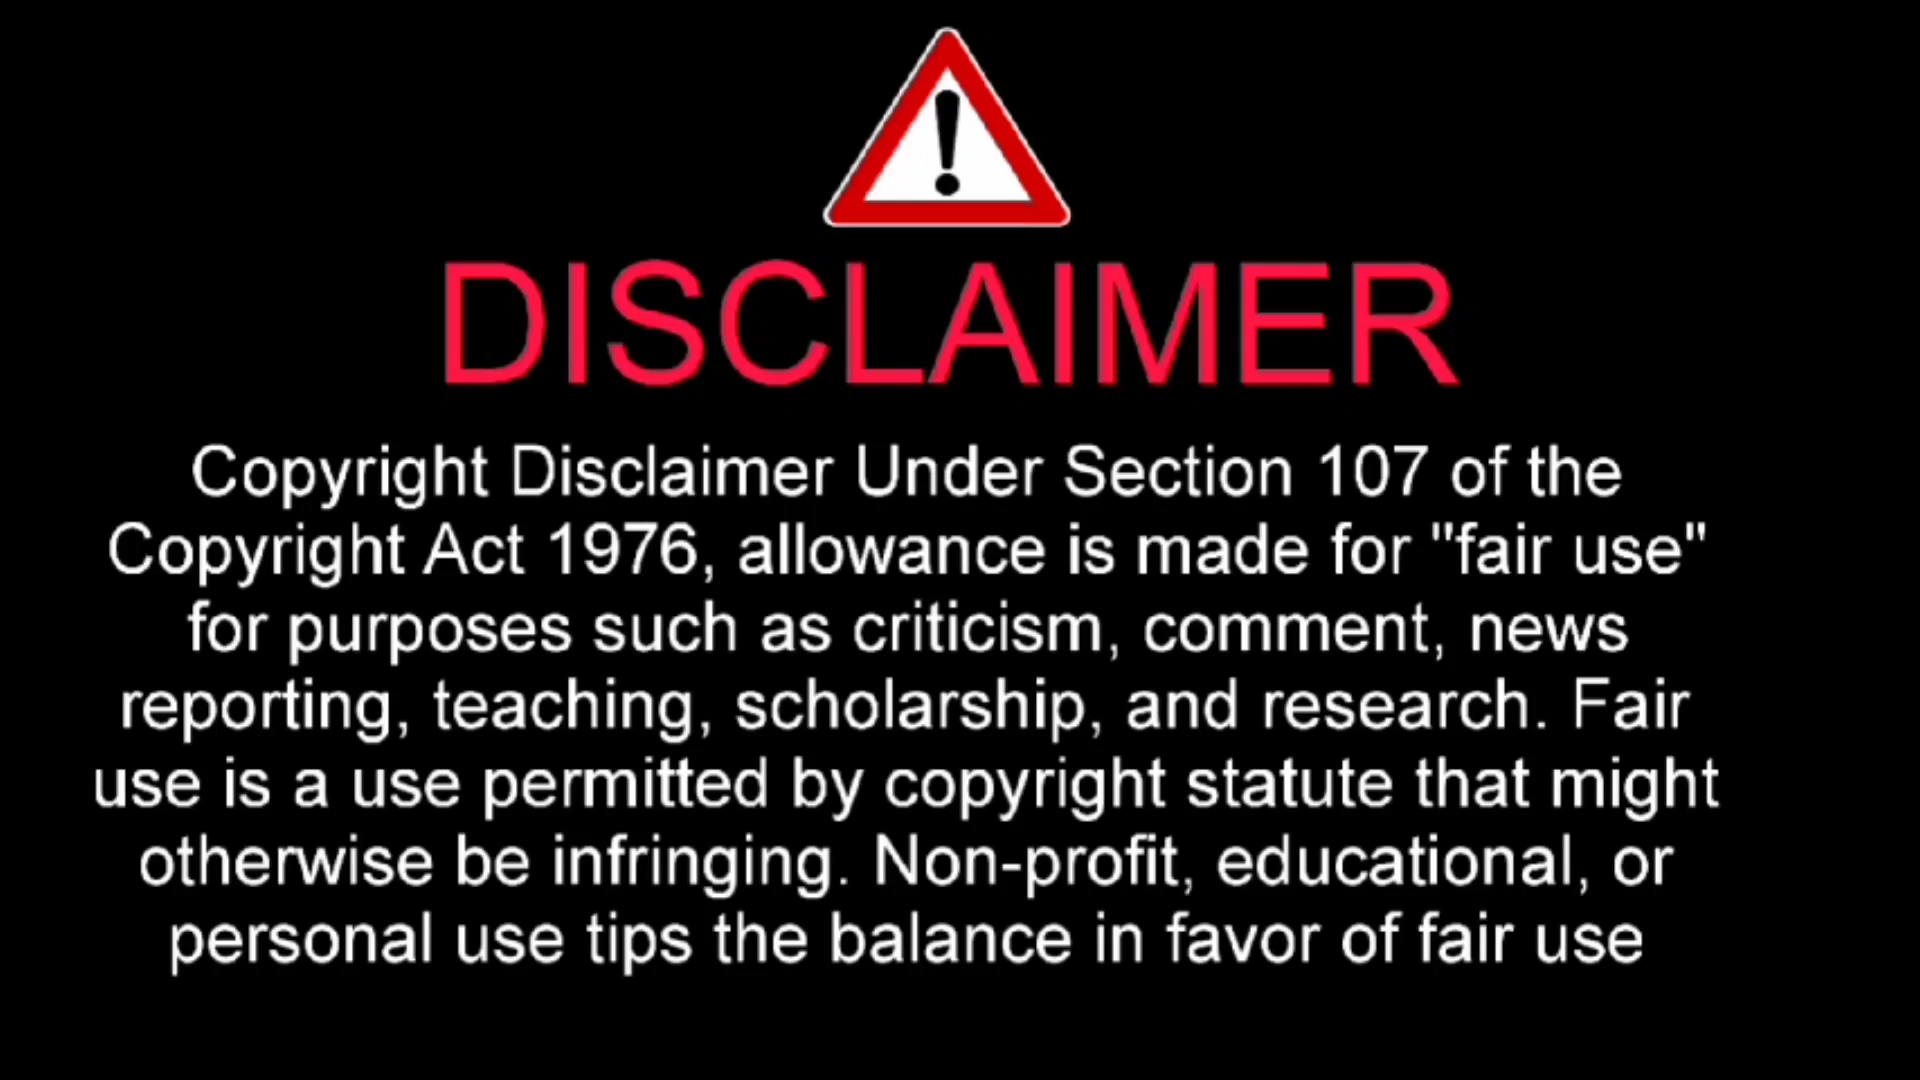 DISCLAIMER
Copyright Disclaimer Under Section 107 of the
Copyright Act 1976, allowance is made for "fair use"
for purposes such as criticism, comment, news
reporting, teaching, scholarship, and research. Fair
use is a use permitted by copyright statute that might
otherwise be infringing. Non-profit, educational, or
personal use tips the balance in favor of fair use